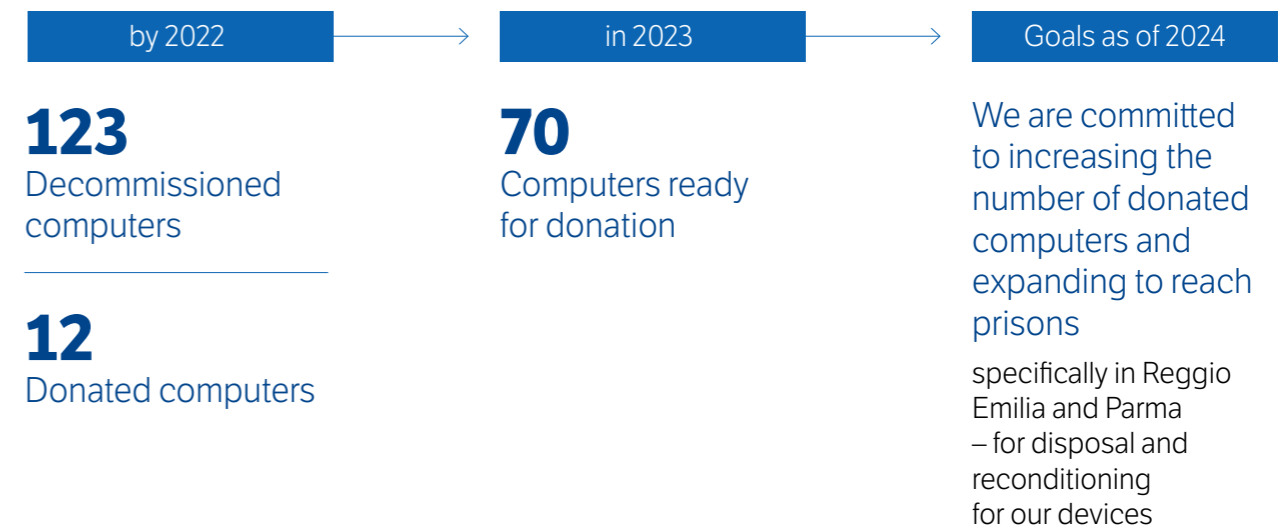 by 2022
123
Decommissioned
computers
12
Donated computers
in 2023
70
Computers ready
for donation
Goals as of 2024
We are committed
to increasing the
number of donated
computers and
expanding to reach
prisons
specifically in Reggio
Emilia and Parma
– for disposal and
reconditioning
for our devices